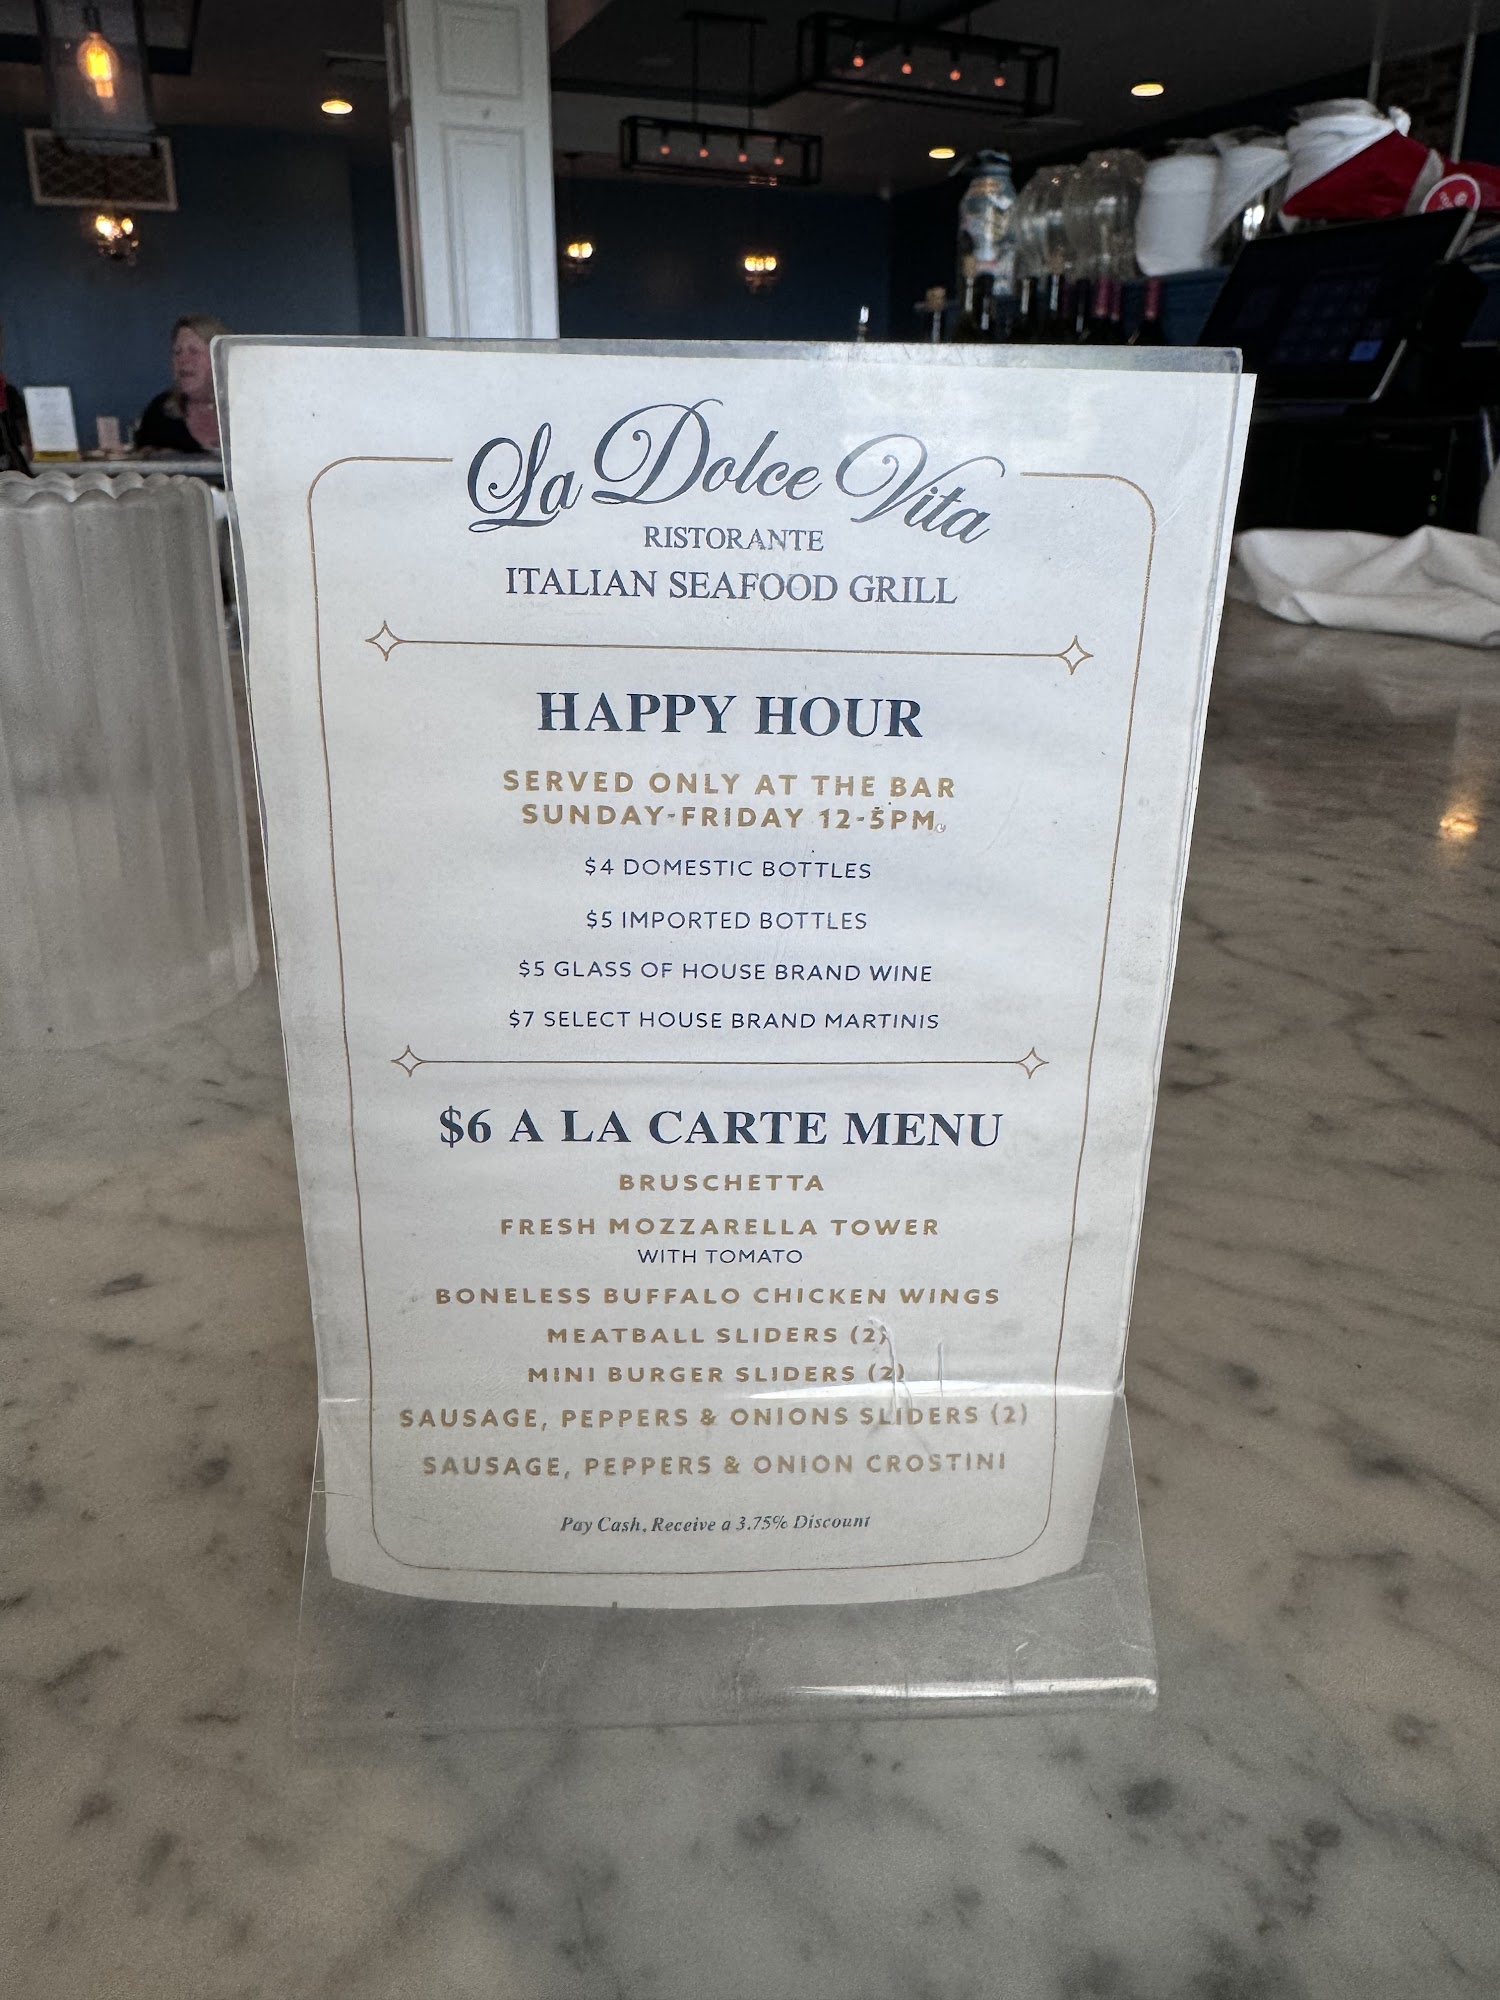 La Dolce Vita
RISTORANTE
ITALIAN SEAFOOD GRILL
HAPPY HOUR
SERVED ONLY AT THE BAR
SUNDAY-FRIDAY 12-5PM
$4 DOMESTIC BOTTLES
$5 IMPORTED BOTTLES
$5 GLASS OF HOUSE BRAND WINE
$7 SELECT HOUSE BRAND MARTINIS
$6 A LA CARTE MENU
BRUSCHETTA
FRESH MOZZARELLA TOWER
WITH TOMATO
BONELESS BUFFALO CHICKEN WINGS
MEATBALL SLIDERS (2)
MINI BURGER SLIDERS (2)
SAUSAGE, PEPPERS & ONIONS SLIDERS (2)
SAUSAGE, PEPPERS & ONION CROSTINI
Pay Cash, Receive a 3.75% Discount